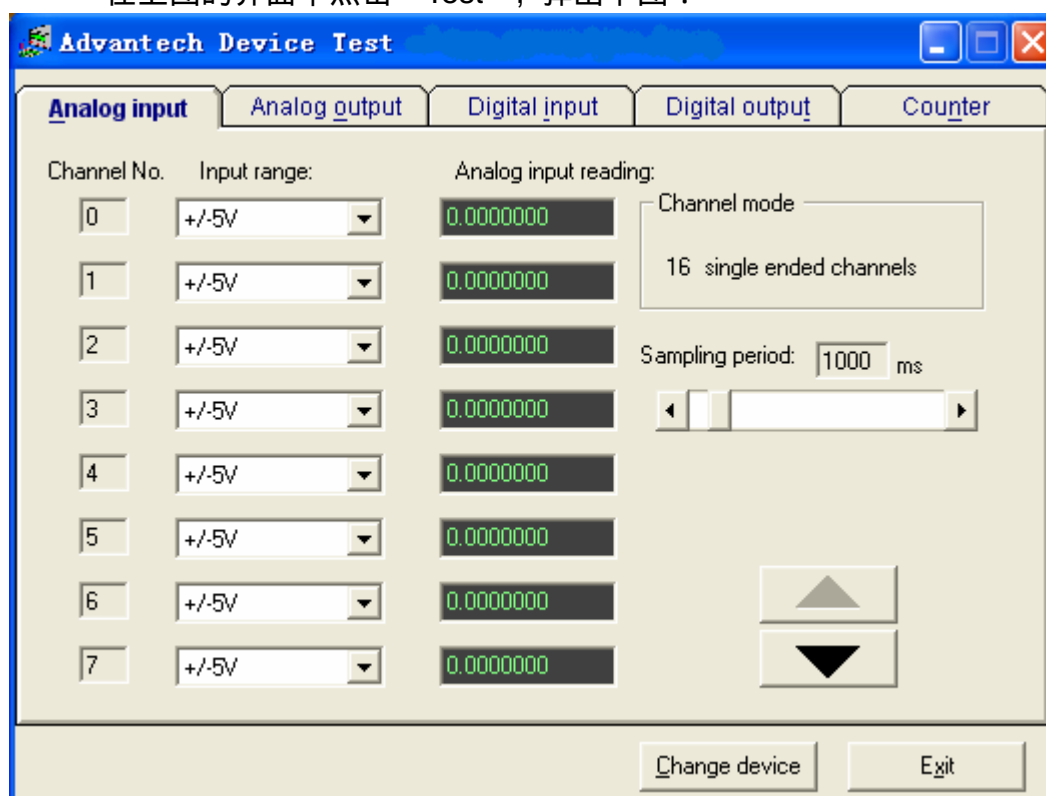 Advantech Device Test
Analog input Analog output Digital input Digital output Counter
Channel No. Input range: Analog input reading:
Channel mode
0 +/-5V 0.0000000
16 single ended channels
1 +/-5V 0.0000000
2 +/-5V 0.0000000
Sampling period: 1000 ms
3 +/-5V 0.0000000
4 +/-5V 0.0000000
5 +/-5V 0.0000000
6 +/-5V 0.0000000
7 +/-5V 0.0000000
Change device Exit